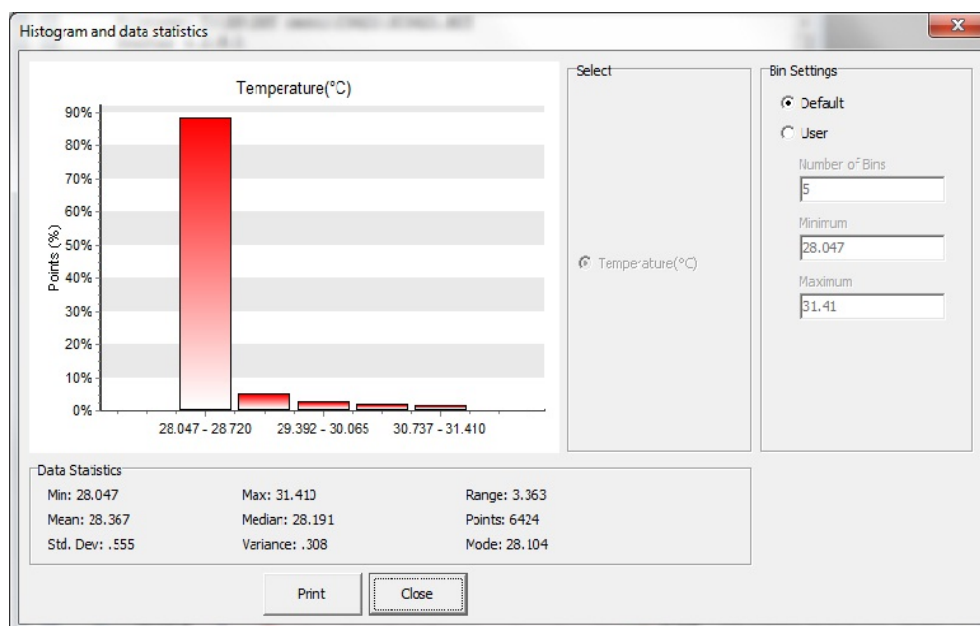 Histogram and data statistics
Temperature(°C)
Points (%)
90%
80%
70%
60%
50%
40%
30%
20%
10%
0%
28.047 - 28.720
29.392 - 30.065
30.737 - 31.410
Select
Temperature(°C)
Bin Settings
Default
User
Number of Bins
5
Minimum
28.047
Maximum
31.41
Data Statistics
Min: 28.047 Max: 31.410 Range: 3.363
Mean: 28.367 Median: 28.191 Points: 6424
Std. Dev: .555 Variance: .308 Mode: 28.104
Print Close